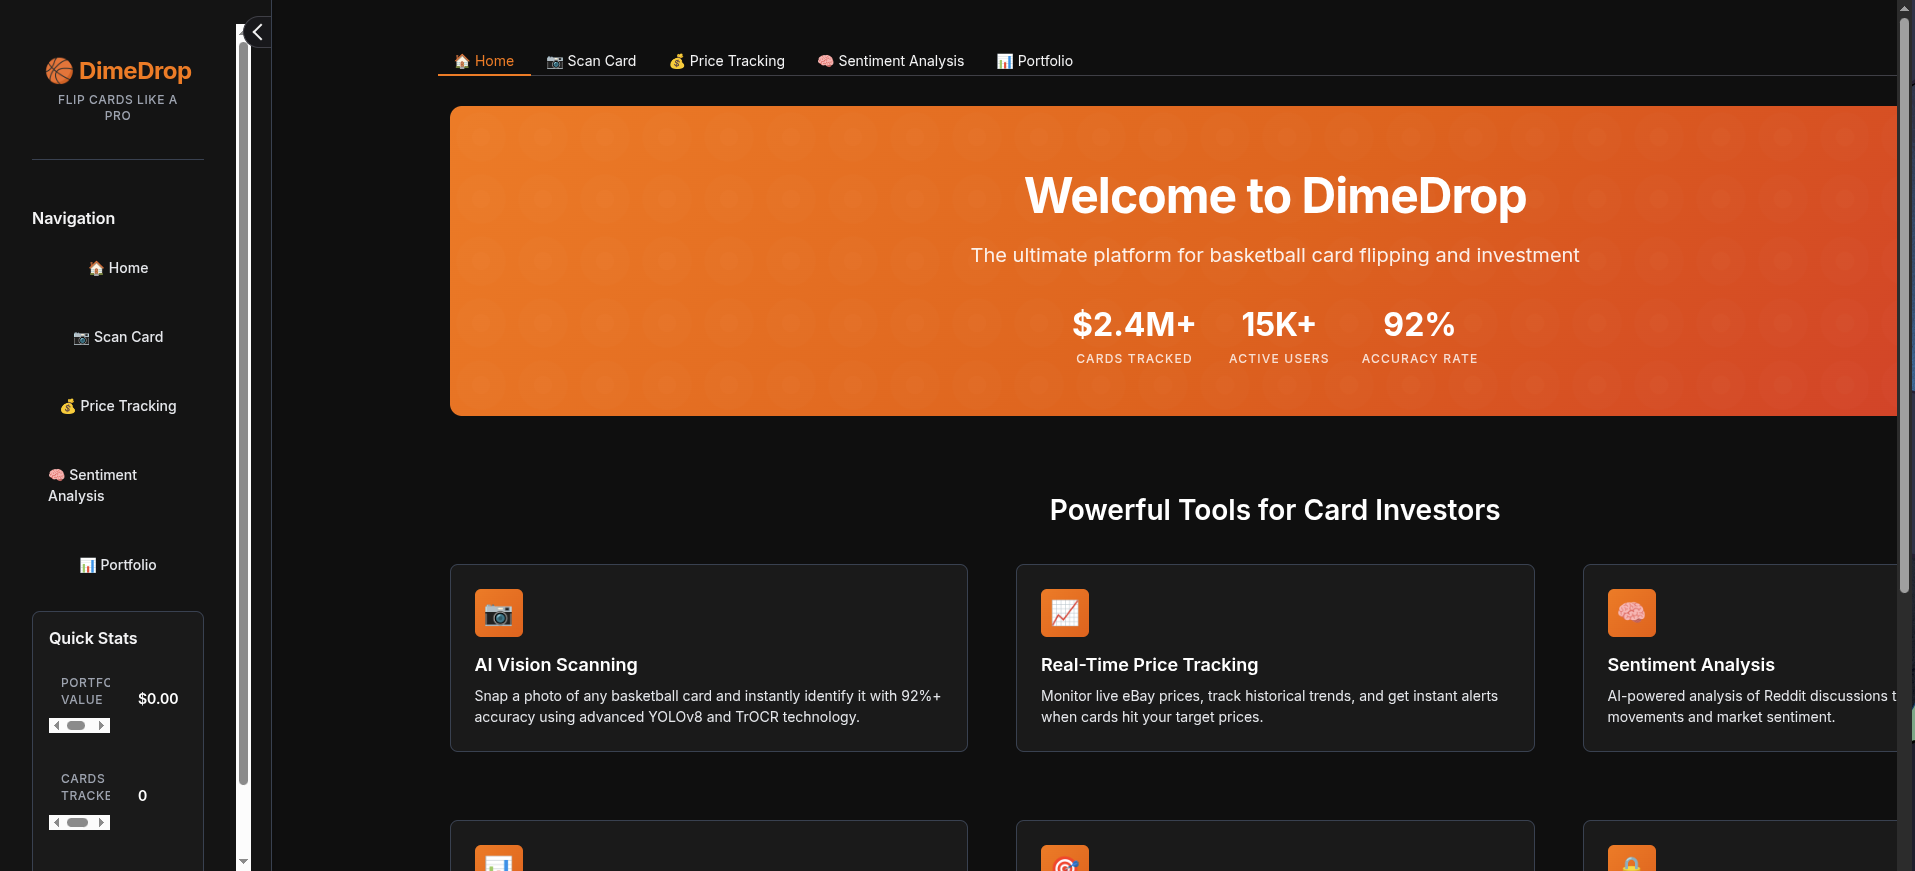 DimeDrop
FLIP CARDS LIKE A
PRO
Navigation
🏠 Home
📷 Scan Card
💰 Price Tracking
🧠 Sentiment
Analysis
📊 Portfolio
Quick Stats
PORTFO
VALUE
$0.00
CARDS
TRACKE
0
🏠 Home
📷 Scan Card
💰 Price Tracking
🧠 Sentiment Analysis
📊 Portfolio
Welcome to DimeDrop
The ultimate platform for basketball card flipping and investment
$2.4M+
CARDS TRACKED
15K+
ACTIVE USERS
92%
ACCURACY RATE
Powerful Tools for Card Investors
AI Vision Scanning
Snap a photo of any basketball card and instantly identify it with 92%+
accuracy using advanced YOLOv8 and TrOCR technology.
Real-Time Price Tracking
Monitor live eBay prices, track historical trends, and get instant alerts
when cards hit your target prices.
Sentiment Analysis
AI-powered analysis of Reddit discussions t
movements and market sentiment.